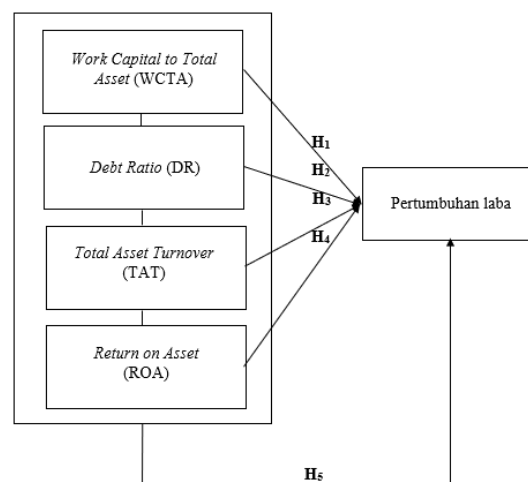 Work Capital to Total
Asset (WCTA)
H1
Debt Ratio (DR)
H2
H3
Pertumbuhan laba
Total Asset Turnover
(TAT)
H4
Return on Asset
(ROA)
H5